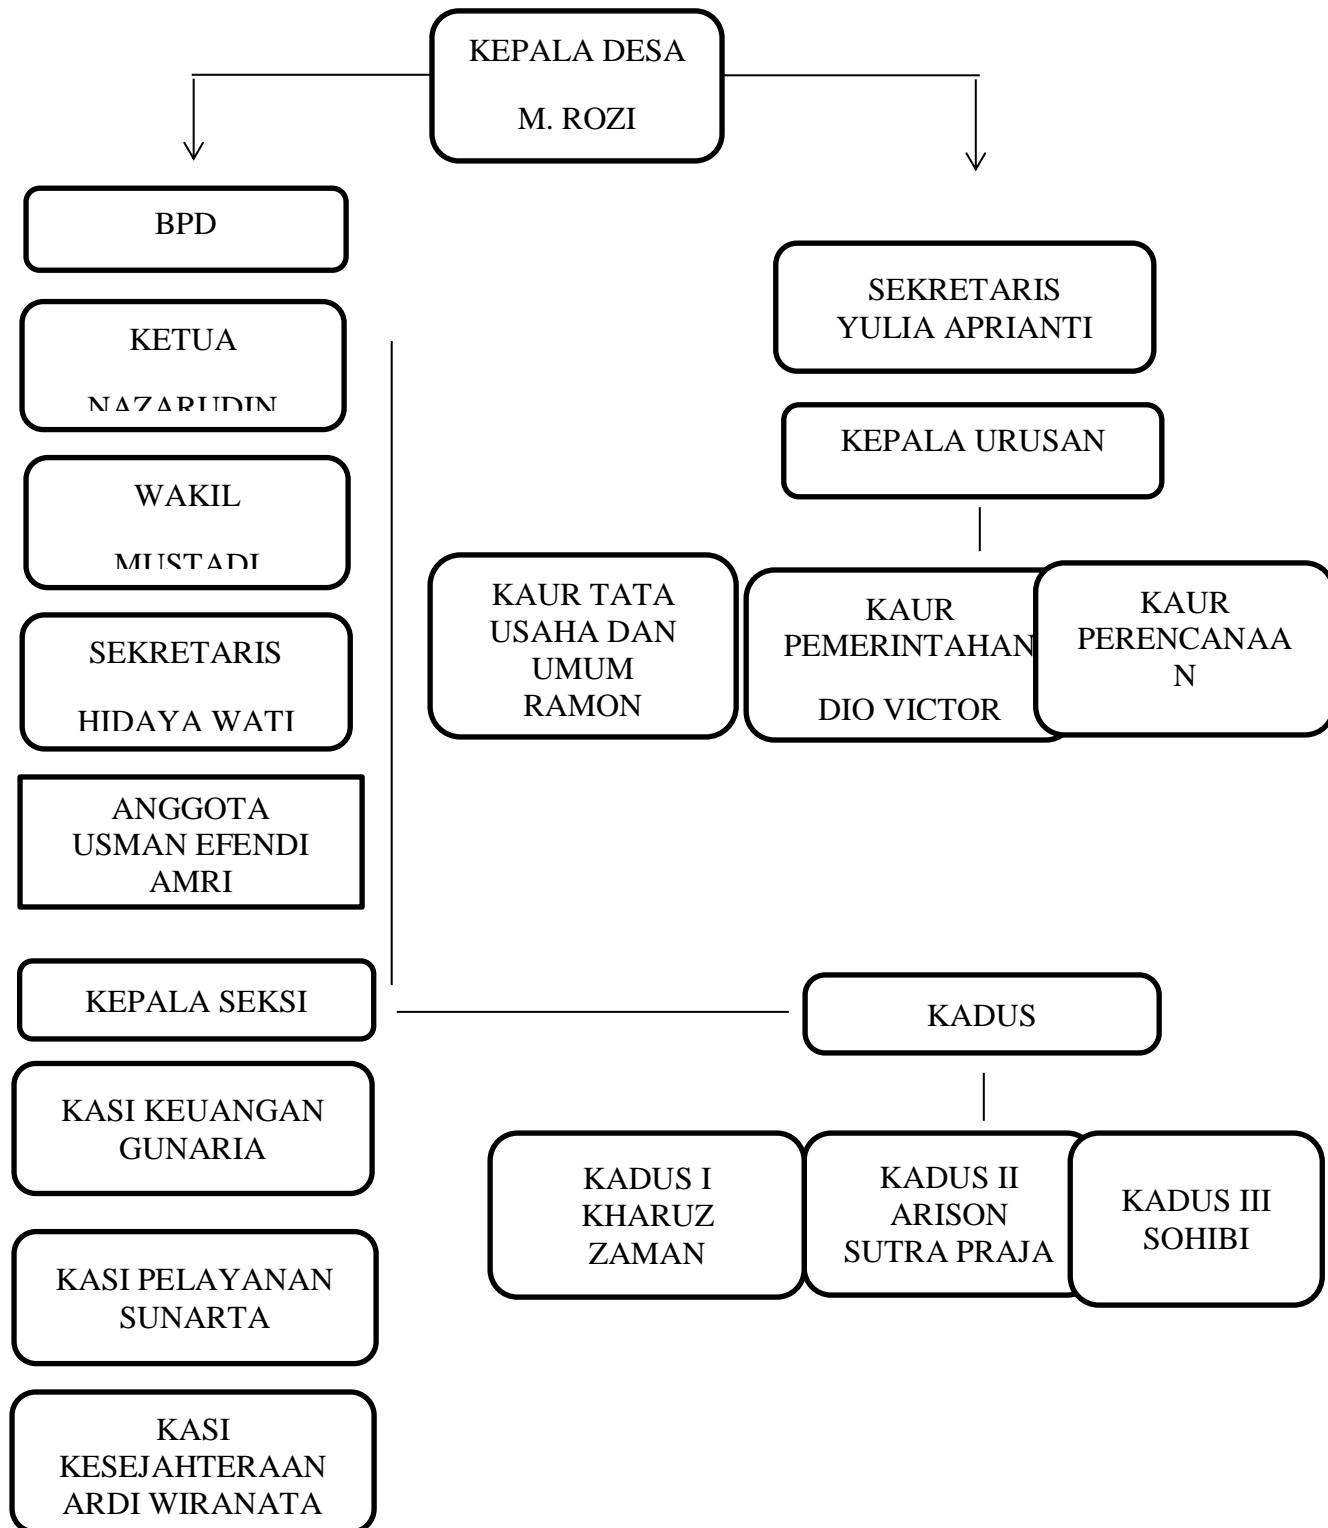 KEPALA DESA
M. ROZI
BPD
KETUA
NAZARUDIN
WAKIL
MUSTADI
SEKRETARIS
HIDAYA WATI
ANGGOTA
USMAN EFENDI
AMRI
SEKRETARIS
YULIA APRIANTI
KEPALA URUSAN
KAUR TATA
USAHA DAN
UMUM
RAMON
KAUR
PEMERINTAHAN
DIO VICTOR
KAUR
PERENCANAA
N
KEPALA SEKSI
KASI KEUANGAN
GUNARIA
KASI PELAYANAN
SUNARTA
KASI
KESEJAHTERAAN
ARDI WIRANATA
KADUS
KADUS I
KHARUZ
ZAMAN
KADUS II
ARISON
SUTRA PRAJA
KADUS III
SOHIBI